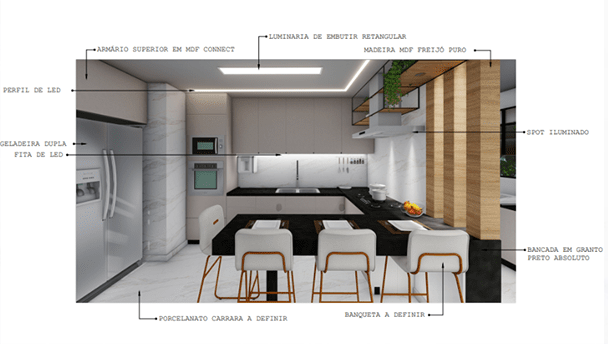 LUMINARIA DE EMBUTIR RETANGULAR
ARMÁRIO SUPERIOR EM MDF CONNECT
MADEIRA MDF FREIJÓ PURO
PERFIL DE LED
SPOT ILUMINADO
GELADEIRA DUPLA
FITA DE LED
BANCADA EM GRANTO
PRETO ABSOLUTO
BANQUETA A DEFINIR
PORCELANATO CARRARA A DEFINIR